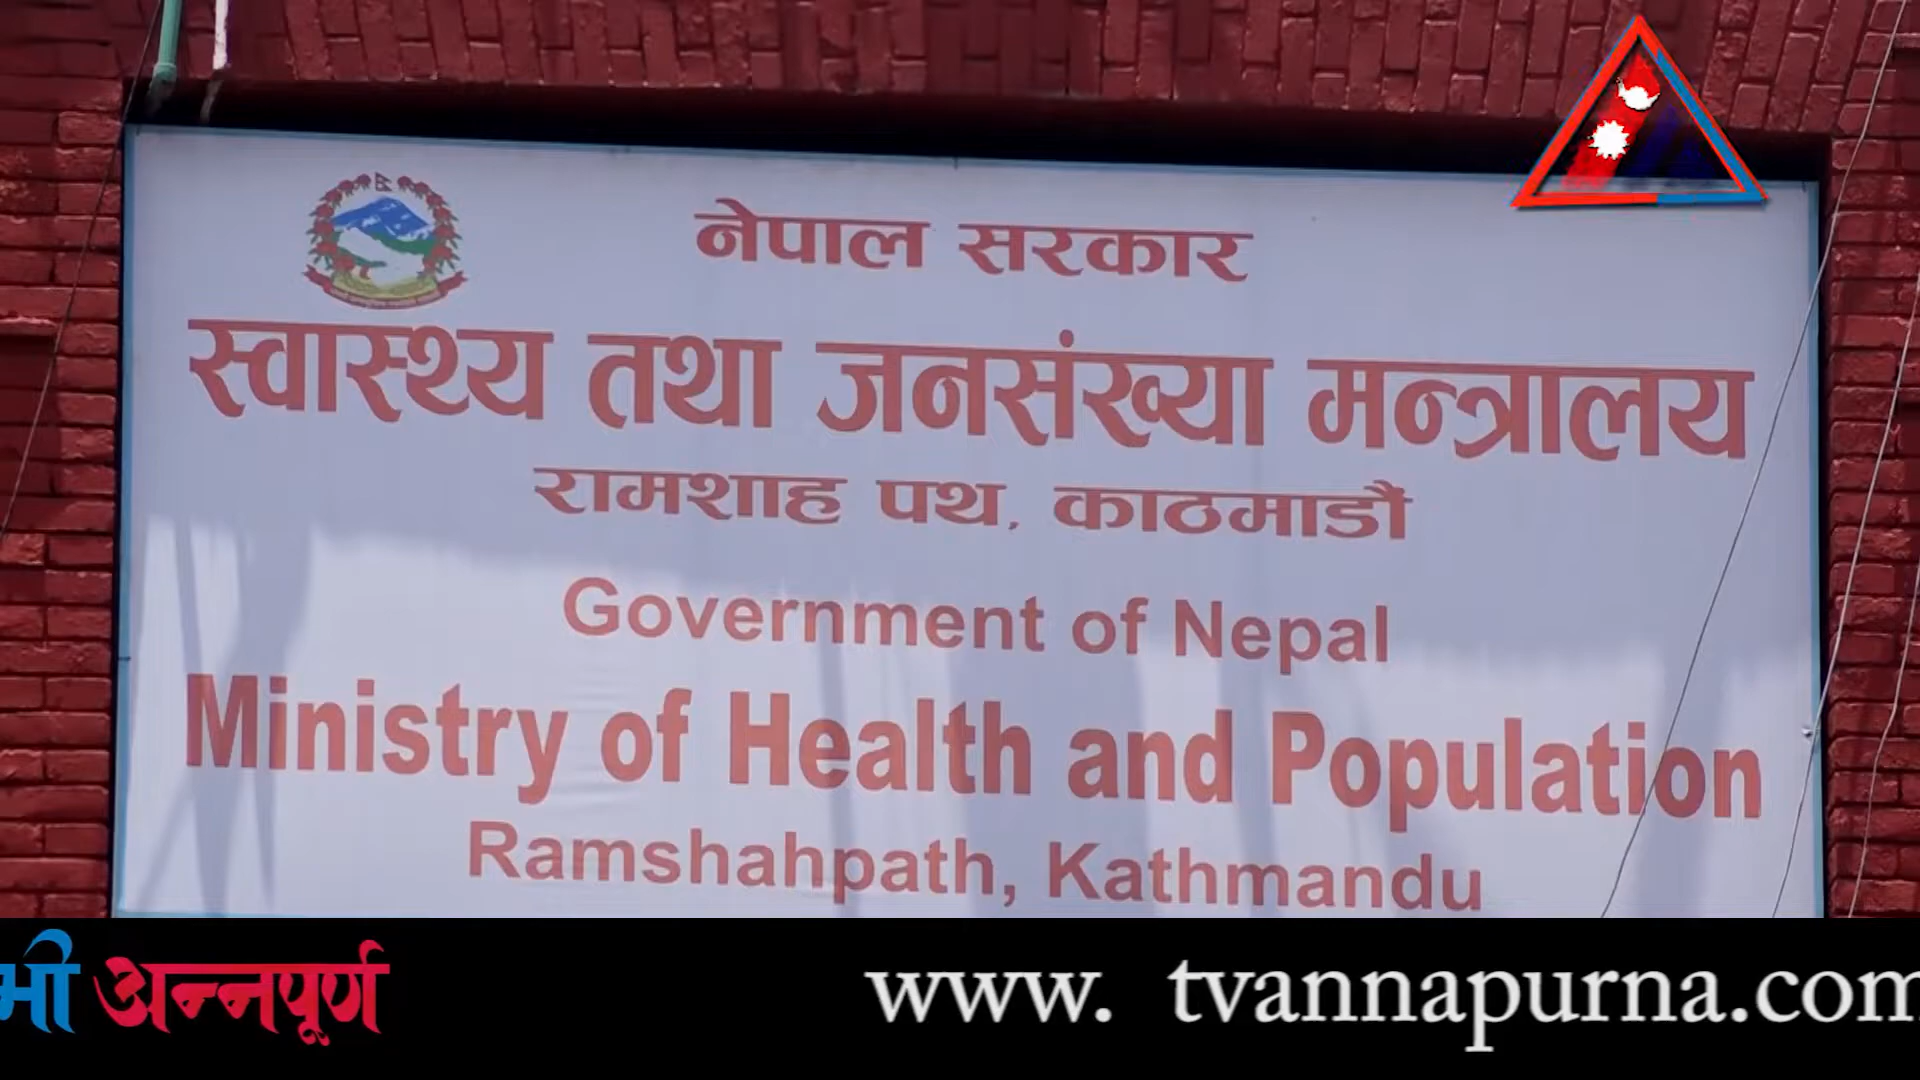 नेपाल सरकार
स्वास्थ्य तथा जनसंख्या मन्त्रालय
रामशाह पथ, काठमाडौं
Government of Nepal
Ministry of Health and Population
Ramshahpath, Kathmandu
अन्नपूर्ण www. tvannapurna.com